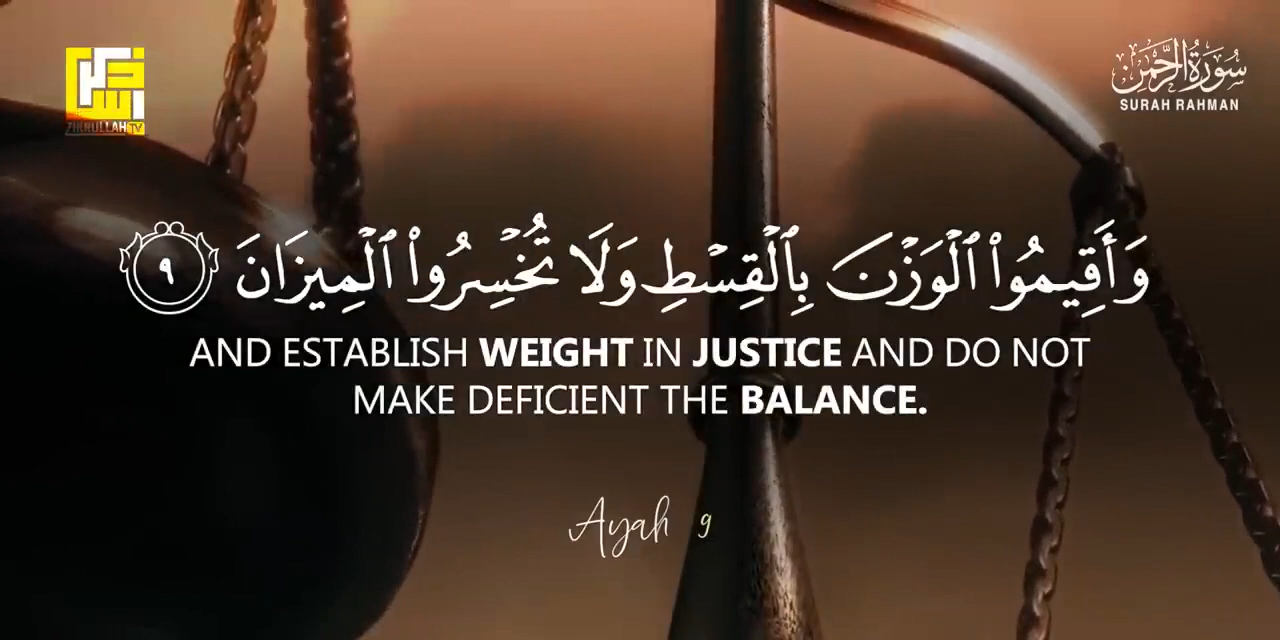 ZIKRULLAH TV
سُورَةُ الرَّحْمٰن
SURAH RAHMAN
وَأَقِيمُوا۟ ٱلْوَزْنَ بِٱلْقِسْطِ وَلَا تُخْسِرُوا۟ ٱلْمِيزَانَ ٩
AND ESTABLISH WEIGHT IN JUSTICE AND DO NOT
MAKE DEFICIENT THE BALANCE.
Ayah 9